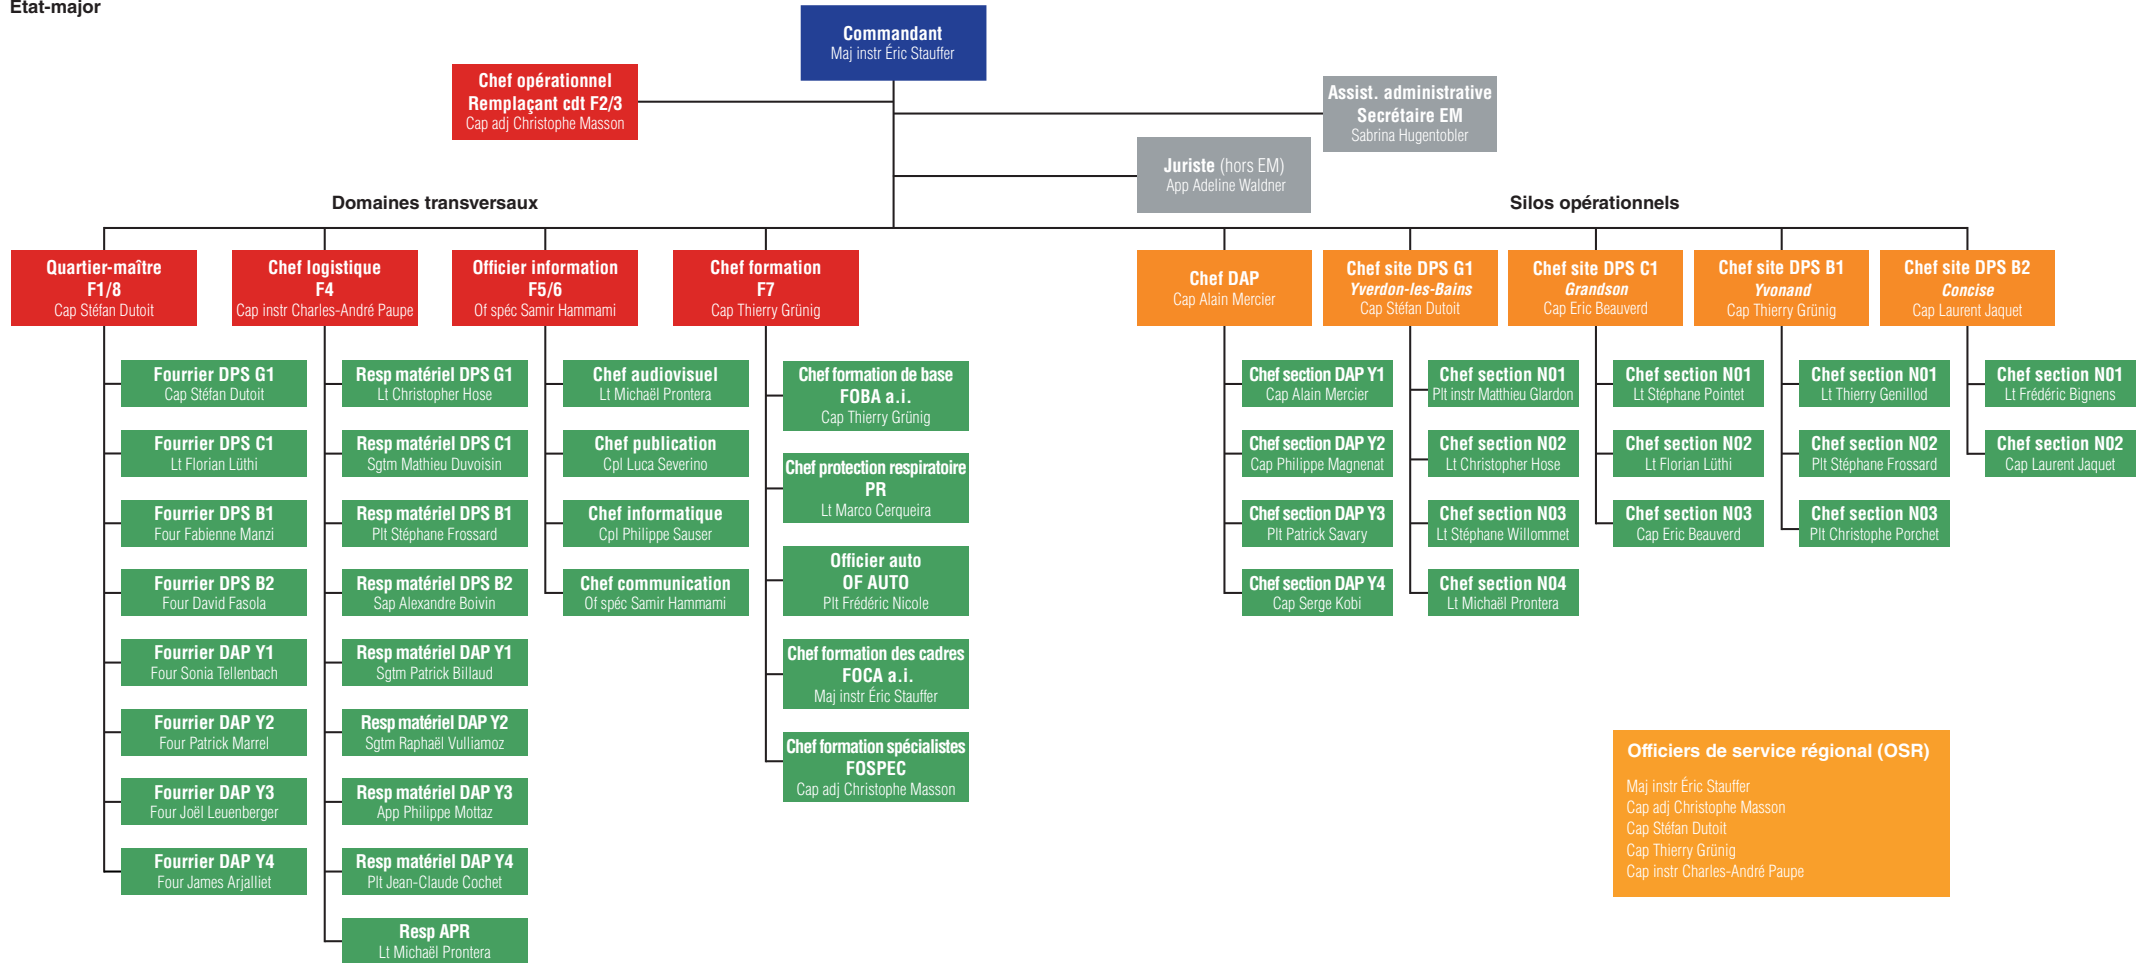 Etat-major
Commandant
Maj instr Éric Stauffer
Chef opérationnel
Remplaçant cdt F2/3
Cap adj Christophe Masson
Assist. administrative
Secrétaire EM
Sabrina Hugentobler
Juriste (hors EM)
App Adeline Waldner
Domaines transversaux
Silos opérationnels
Quartier-maître
F1/8
Cap Stéfan Dutoit
Chef logistique
F4
Cap instr Charles-André Paupe
Officier information
F5/6
Of spéc Samir Hammami
Chef formation
F7
Cap Thierry Grünig
Chef DAP
Cap Alain Mercier
Chef site DPS G1
Yverdon-les-Bains
Cap Stéfan Dutoit
Chef site DPS C1
Grandson
Cap Eric Beauverd
Chef site DPS B1
Yvonand
Cap Thierry Grünig
Chef site DPS B2
Concise
Cap Laurent Jaquet
Fourrier DPS G1
Cap Stéfan Dutoit
Fourrier DPS C1
Lt Florian Lüthi
Fourrier DPS B1
Four Fabienne Manzi
Fourrier DPS B2
Four David Fasola
Fourrier DAP Y1
Four Sonia Tellenbach
Fourrier DAP Y2
Four Patrick Marrel
Fourrier DAP Y3
Four Joël Leuenberger
Fourrier DAP Y4
Four James Arjalliet
Resp matériel DPS G1
Lt Christopher Hose
Resp matériel DPS C1
Sgtm Mathieu Duvoisin
Resp matériel DPS B1
Plt Stéphane Frossard
Resp matériel DPS B2
Sap Alexandre Boivin
Resp matériel DAP Y1
Sgtm Patrick Billaud
Resp matériel DAP Y2
Sgtm Raphaël Vulliamoz
Resp matériel DAP Y3
App Philippe Mottaz
Resp matériel DAP Y4
Plt Jean-Claude Cochet
Resp APR
Lt Michaël Prontera
Chef audiovisuel
Lt Michaël Prontera
Chef publication
Cpl Luca Severino
Chef informatique
Cpl Philippe Sauser
Chef communication
Of spéc Samir Hammami
Chef formation de base
FOBA a.i.
Cap Thierry Grünig
Chef protection respiratoire
PR
Lt Marco Cerqueira
Officier auto
OF AUTO
Plt Frédéric Nicole
Chef formation des cadres
FOCA a.i.
Maj instr Éric Stauffer
Chef formation spécialistes
FOSPEC
Cap adj Christophe Masson
Chef section DAP Y1
Cap Alain Mercier
Chef section DAP Y2
Cap Philippe Magnenat
Chef section DAP Y3
Plt Patrick Savary
Chef section DAP Y4
Cap Serge Kobi
Chef section N01
Plt instr Matthieu Glardon
Chef section N02
Lt Christopher Hose
Chef section N03
Lt Stéphane Willommet
Chef section N04
Lt Michaël Prontera
Chef section N01
Lt Stéphane Pointet
Chef section N02
Lt Florian Lüthi
Chef section N03
Cap Eric Beauverd
Chef section N01
Lt Thierry Genillod
Chef section N02
Plt Stéphane Frossard
Chef section N03
Plt Christophe Porchet
Chef section N01
Lt Frédéric Bignens
Chef section N02
Cap Laurent Jaquet
Officiers de service régional (OSR)
Maj instr Éric Stauffer
Cap adj Christophe Masson
Cap Stéfan Dutoit
Cap Thierry Grünig
Cap instr Charles-André Paupe